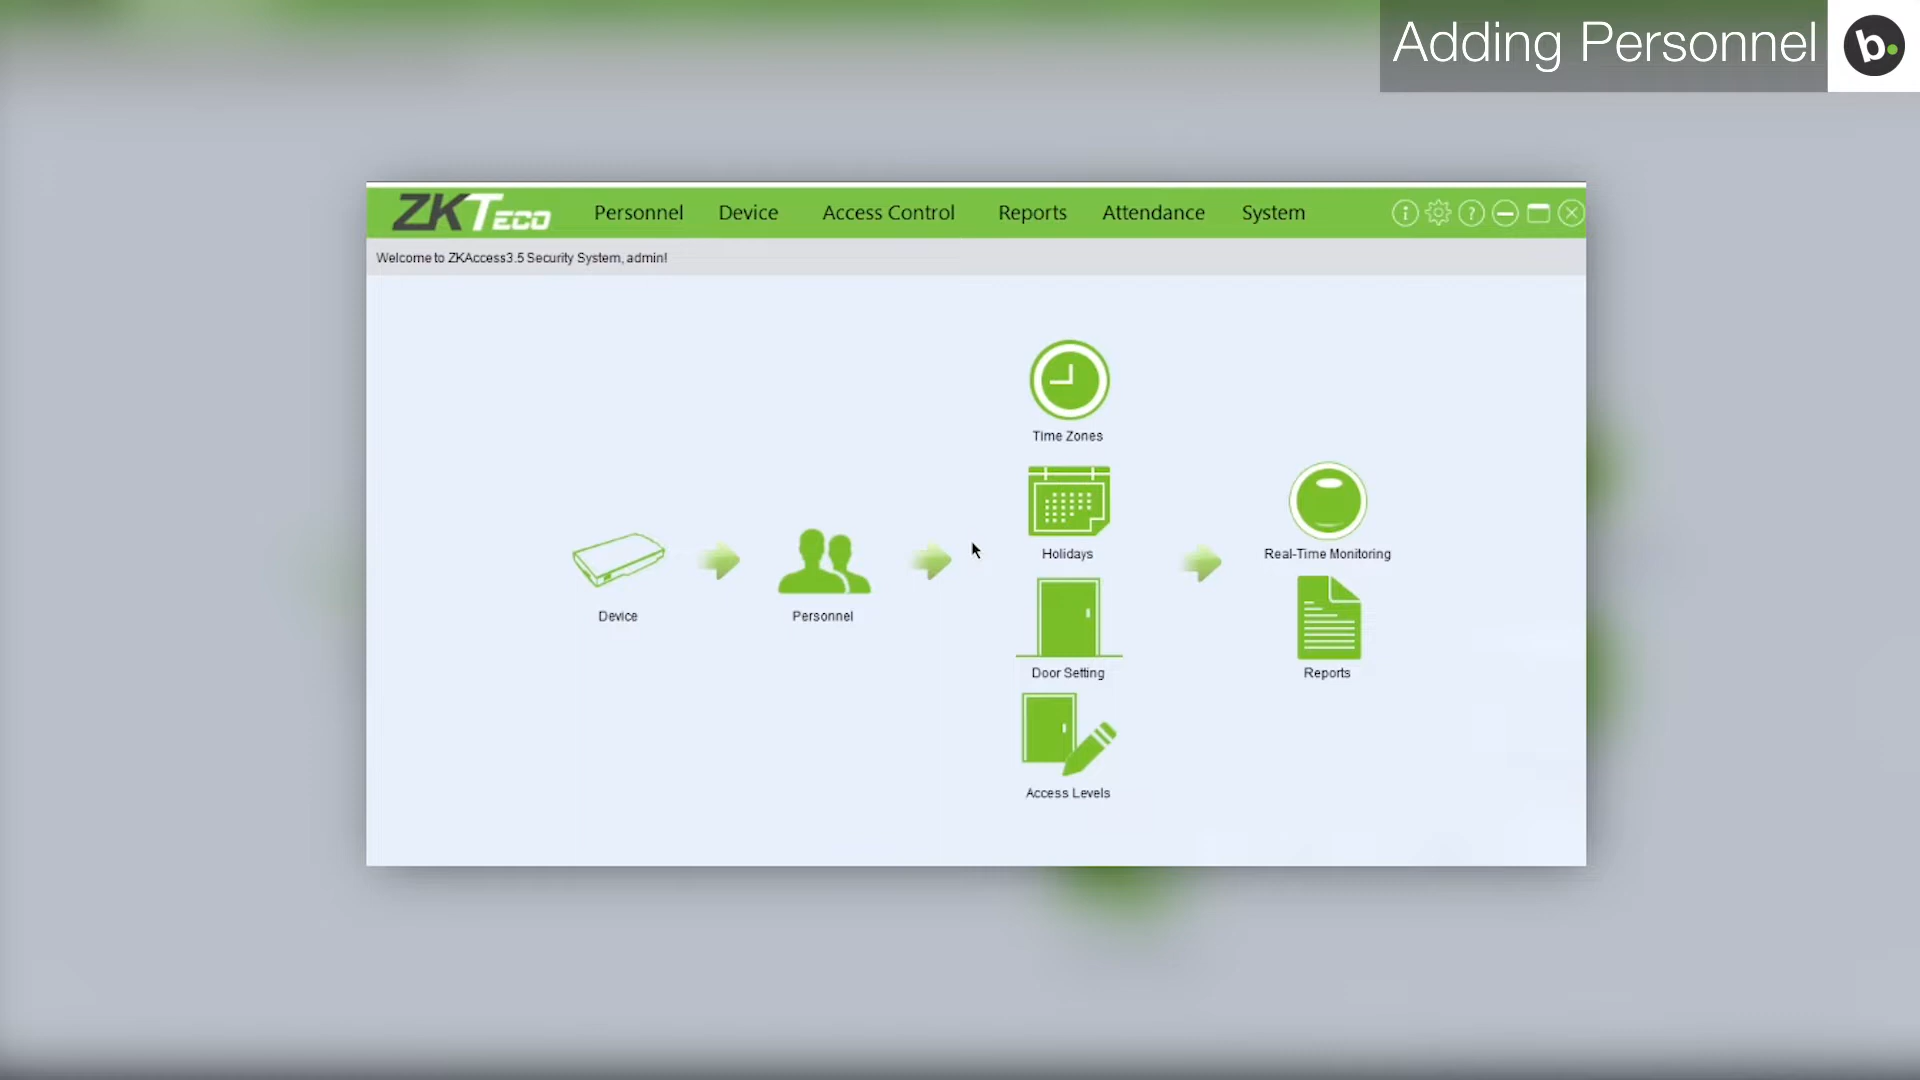 Adding Personnel
b.
ZKTECO
Personnel Device Access Control Reports Attendance System
Welcome to ZKAccess3.5 Security System, admin!
Time Zones
Holidays
Real-Time Monitoring
Device
Personnel
Door Setting
Reports
Access Levels